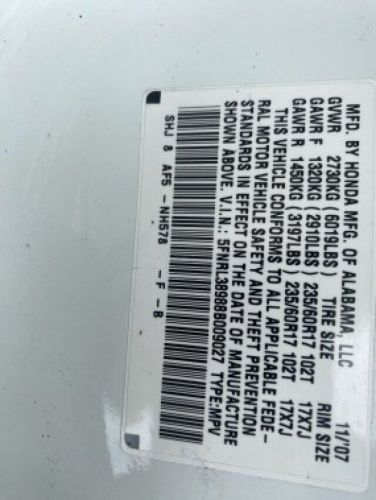 MFD. BY HONDA MFG. OF ALABAMA, LLC 11/'07
GVWR 2730KG (6019LBS) TIRE SIZE RIM SIZE
GAWR F 1320KG (2910LBS) 235/60R17 102T 17X7J
GAWR R 1450KG (3197LBS) 235/60R17 102T 17X7J
THIS VEHICLE CONFORMS TO ALL APPLICABLE FEDE-
RAL MOTOR VEHICLE SAFETY AND THEFT PREVENTION
STANDARDS IN EFFECT ON THE DATE OF MANUFACTURE
SHOWN ABOVE. V.I.N.: 5FNRL38988B009027 TYPE:MPV
SHJ 8 AF5 -NH578 -F -B